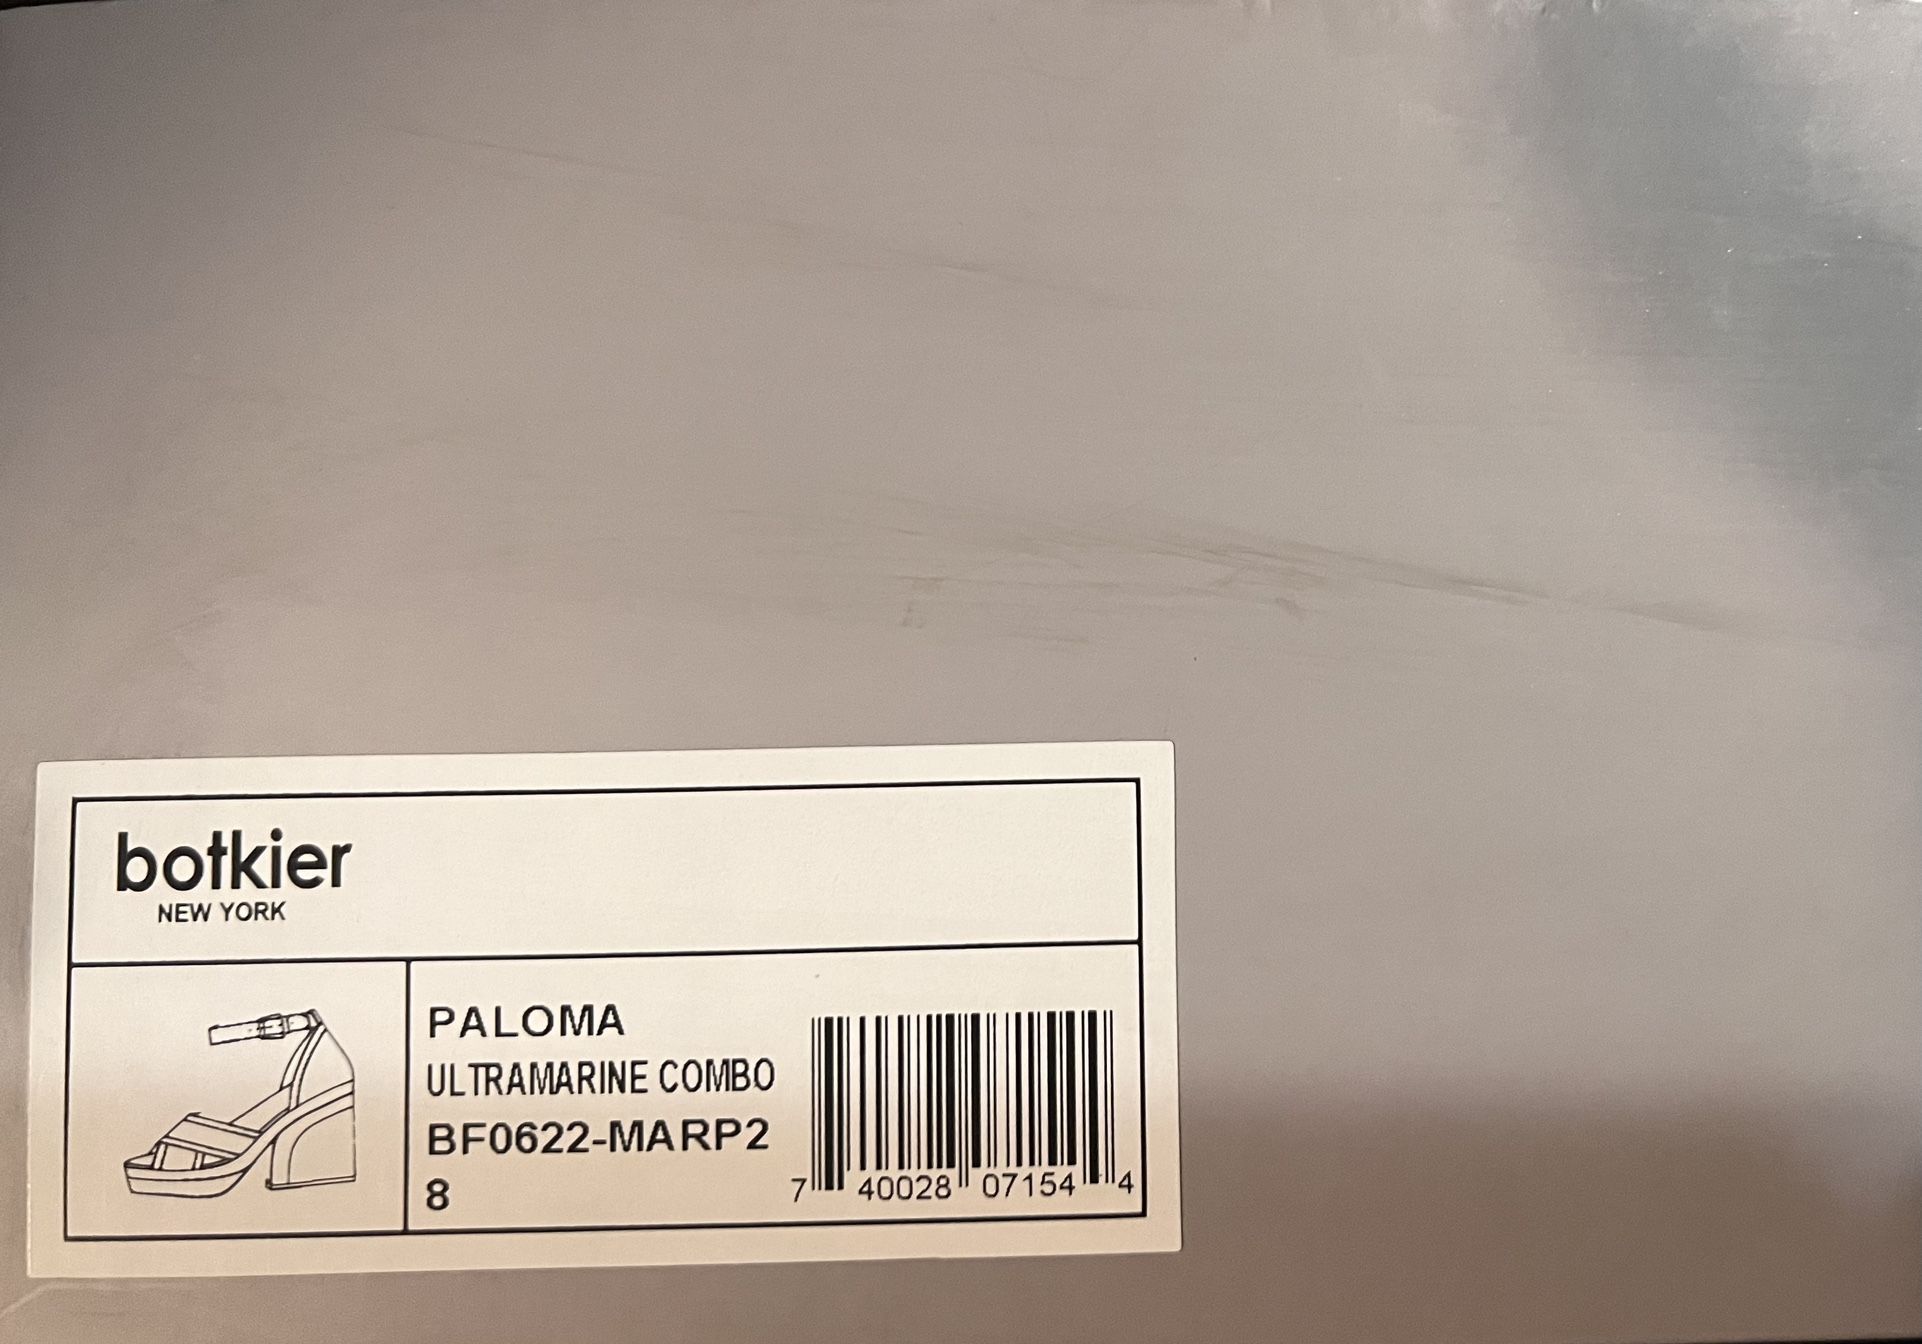 botkier
NEW YORK
PALOMA
ULTRAMARINE COMBO
BF0622-MARP2
8
7 40028 07154 4